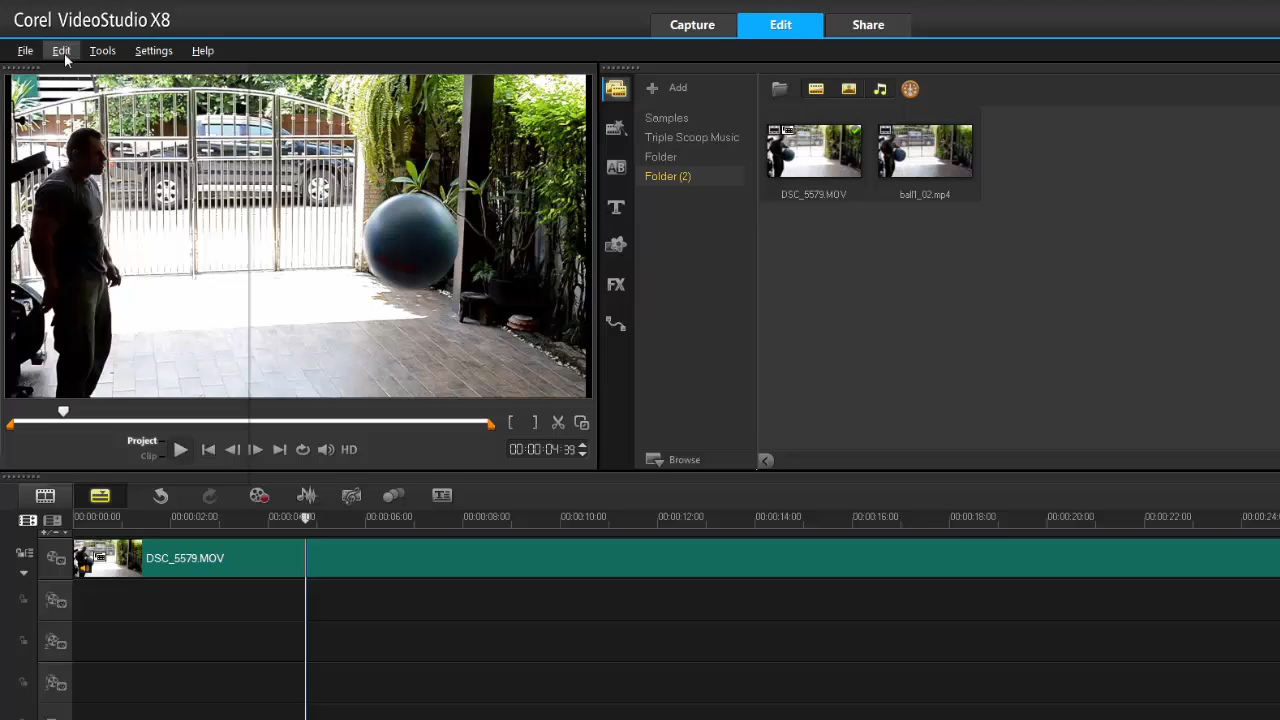 Corel VideoStudio X8
Capture
Edit
Share
File
Edit
Tools
Settings
Help
Add
Samples
Triple Scoop Music
Folder
Folder (2)
DSC_5579.MOV
ball1_02.mp4
Browse
Project
Clip
HD
00:00:04:39
00:00:00:00
00:00:02:00
00:00:06:00
00:00:08:00
00:00:10:00
00:00:12:00
00:00:14:00
00:00:16:00
00:00:18:00
00:00:20:00
00:00:22:00
DSC_5579.MOV